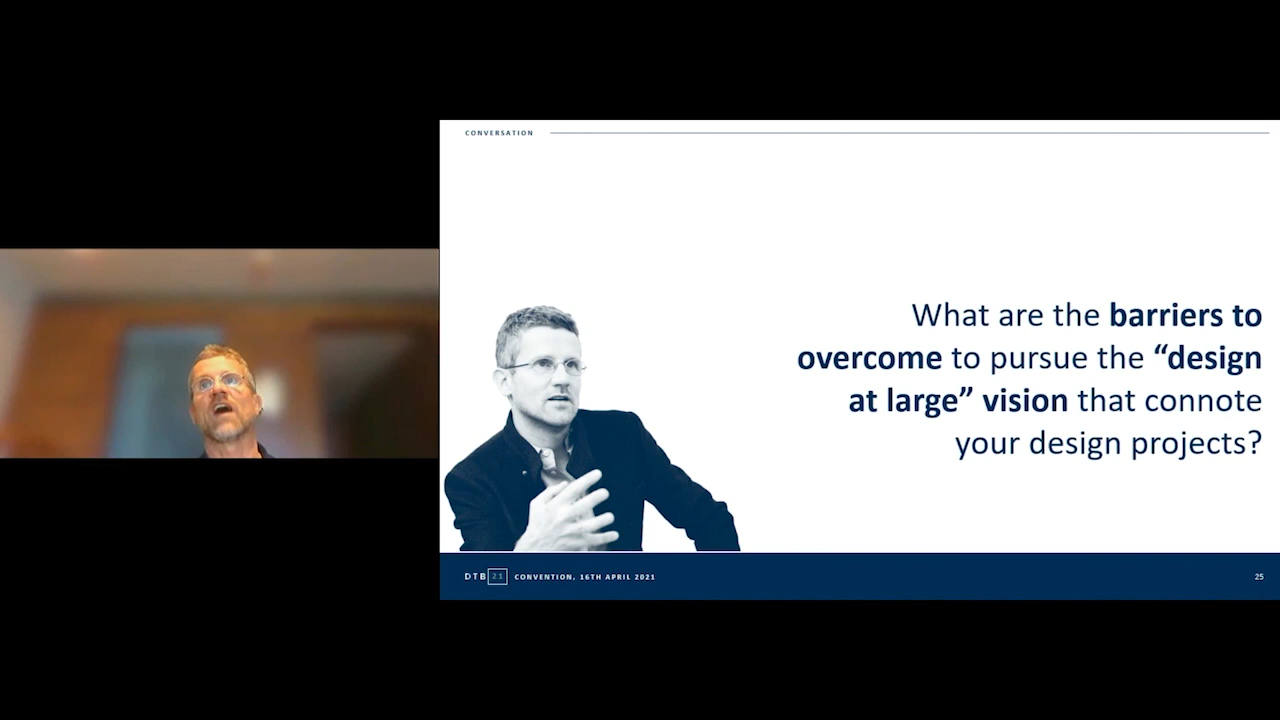 CONVERSATION
What are the barriers to
overcome to pursue the “design
at large” vision that connote
your design projects?
DTB 21 CONVENTION, 16TH APRIL 2021
25